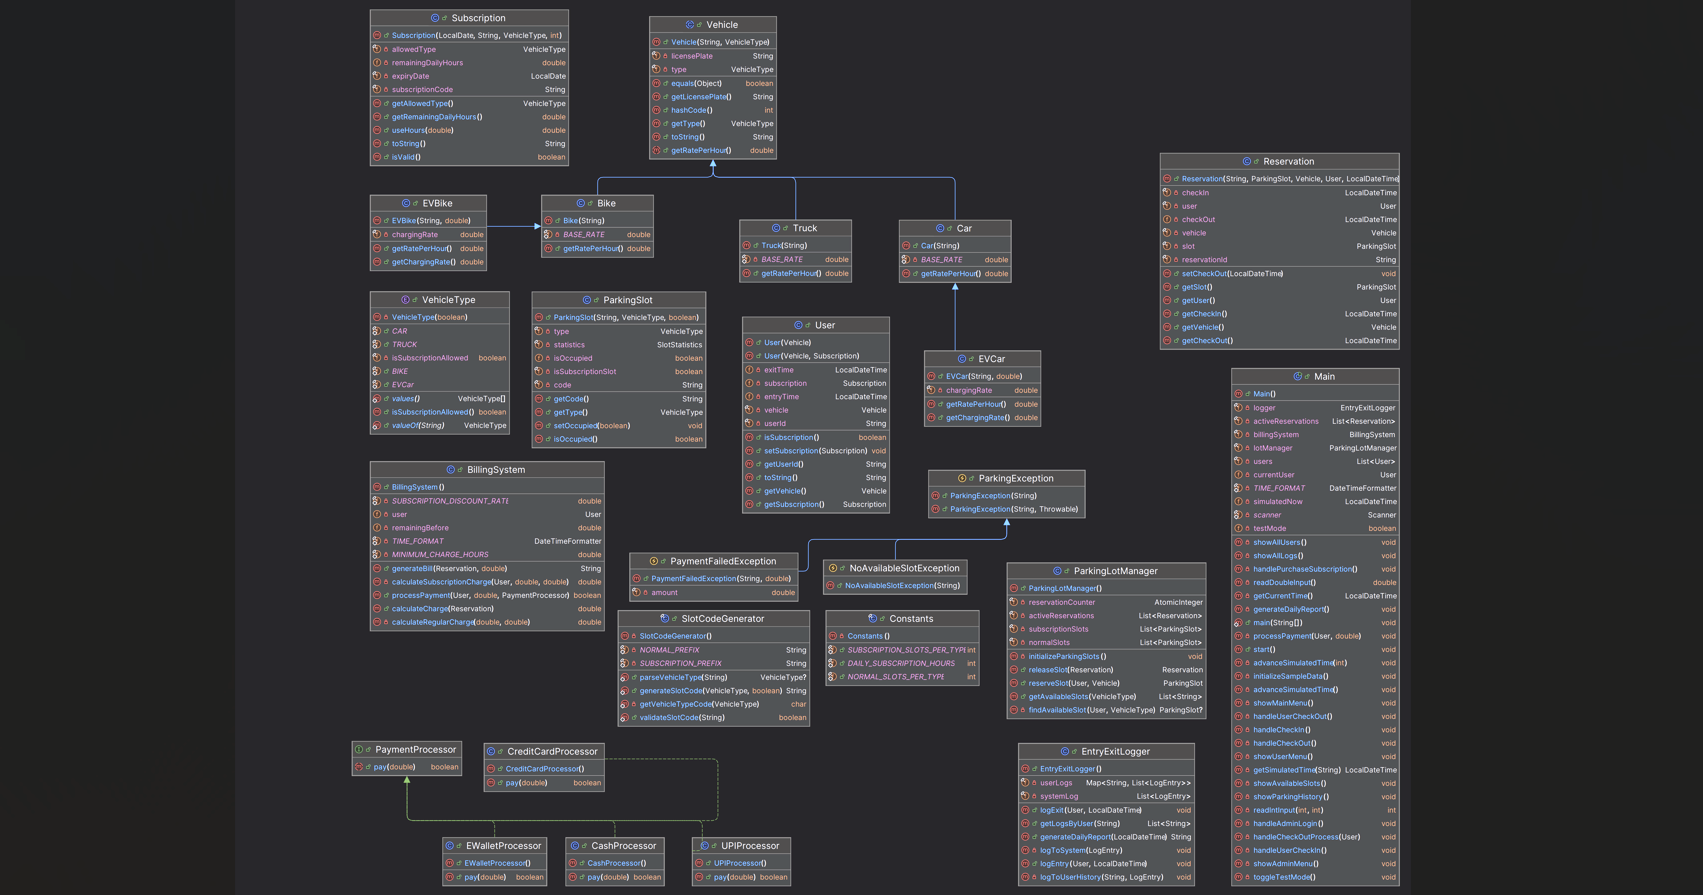 Subscription
Subscription(LocalDate, String, VehicleType, int)
allowedType VehicleType
remainingDailyHours double
expiryDate LocalDate
subscriptionCode String
getAllowedType() VehicleType
getRemainingDailyHours() double
useHours(double) double
toString() String
isValid() boolean
Vehicle
Vehicle(String, VehicleType)
licensePlate String
type VehicleType
equals(Object) boolean
getLicensePlate() String
hashCode() int
getType() VehicleType
toString() String
getRatePerHour() double
Reservation
Reservation(String, ParkingSlot, Vehicle, User, LocalDateTime)
checkIn LocalDateTime
user User
checkOut LocalDateTime
vehicle Vehicle
slot ParkingSlot
reservationId String
setCheckOut(LocalDateTime) void
getSlot() ParkingSlot
getUser() User
getCheckIn() LocalDateTime
getVehicle() Vehicle
getCheckOut() LocalDateTime
EVBike
EVBike(String, double)
chargingRate double
getRatePerHour() double
getChargingRate() double
Bike
Bike(String)
BASE_RATE double
getRatePerHour() double
Truck
Truck(String)
BASE_RATE double
getRatePerHour() double
Car
Car(String)
BASE_RATE double
getRatePerHour() double
VehicleType
VehicleType(boolean)
CAR
TRUCK
isSubscriptionAllowed boolean
BIKE
EVCar
values() VehicleType[]
isSubscriptionAllowed() boolean
valueOf(String) VehicleType
ParkingSlot
ParkingSlot(String, VehicleType, boolean)
type VehicleType
statistics SlotStatistics
isOccupied boolean
isSubscriptionSlot boolean
code String
getCode() String
getType() VehicleType
setOccupied(boolean) void
isOccupied() boolean
User
User(Vehicle)
User(Vehicle, Subscription)
exitTime LocalDateTime
subscription Subscription
entryTime LocalDateTime
vehicle Vehicle
userId String
isSubscription() boolean
setSubscription(Subscription) void
getUserId() String
toString() String
getVehicle() Vehicle
getSubscription() Subscription
EVCar
EVCar(String, double)
chargingRate double
getRatePerHour() double
getChargingRate() double
Main
Main()
logger EntryExitLogger
activeReservations List<Reservation>
billingSystem BillingSystem
lotManager ParkingLotManager
users List<User>
currentUser User
TIME_FORMAT DateTimeFormatter
simulatedNow LocalDateTime
scanner Scanner
testMode boolean
showAllUsers() void
showAllLogs() void
handlePurchaseSubscription() void
readDoubleInput() double
getCurrentTime() LocalDateTime
generateDailyReport() void
main(String[]) void
processPayment(User, double) void
start() void
advanceSimulatedTime(int) void
initializeSampleData() void
advanceSimulatedTime() void
showMainMenu() void
handleUserCheckOut() void
handleCheckIn() void
handleCheckOut() void
showUserMenu() void
getSimulatedTime(String) LocalDateTime
showAvailableSlots() void
showParkingHistory() void
readIntInput(int, int) int
handleAdminLogin() void
handleCheckOutProcess(User) void
handleUserCheckIn() void
showAdminMenu() void
toggleTestMode() void
BillingSystem
BillingSystem()
SUBSCRIPTION_DISCOUNT_RATE double
user User
remainingBefore double
TIME_FORMAT DateTimeFormatter
MINIMUM_CHARGE_HOURS double
generateBill(Reservation, double) String
calculateSubscriptionCharge(User, double, double) double
processPayment(User, double, PaymentProcessor) boolean
calculateCharge(Reservation) double
calculateRegularCharge(double, double) double
ParkingException
ParkingException(String)
ParkingException(String, Throwable)
PaymentFailedException
PaymentFailedException(String, double)
amount double
NoAvailableSlotException
NoAvailableSlotException(String)
ParkingLotManager
ParkingLotManager()
reservationCounter AtomicInteger
activeReservations List<Reservation>
subscriptionSlots List<ParkingSlot>
normalSlots List<ParkingSlot>
initializeParkingSlots() void
releaseSlot(Reservation) Reservation
reserveSlot(User, Vehicle) ParkingSlot
getAvailableSlots(VehicleType) List<String>
findAvailableSlot(User, VehicleType) ParkingSlot?
SlotCodeGenerator
SlotCodeGenerator()
NORMAL_PREFIX String
SUBSCRIPTION_PREFIX String
parseVehicleType(String) VehicleType?
generateSlotCode(VehicleType, boolean) String
getVehicleTypeCode(VehicleType) char
validateSlotCode(String) boolean
Constants
Constants()
SUBSCRIPTION_SLOTS_PER_TYPE int
DAILY_SUBSCRIPTION_HOURS int
NORMAL_SLOTS_PER_TYPE int
PaymentProcessor
pay(double) boolean
CreditCardProcessor
CreditCardProcessor()
pay(double) boolean
EntryExitLogger
EntryExitLogger()
userLogs Map<String, List<LogEntry>>
systemLog List<LogEntry>
logExit(User, LocalDateTime) void
getLogsByUser(String) List<String>
generateDailyReport(LocalDateTime) String
logToSystem(LogEntry) void
logEntry(User, LocalDateTime) void
logToUserHistory(String, LogEntry) void
EWalletProcessor
EWalletProcessor()
pay(double) boolean
CashProcessor
CashProcessor()
pay(double) boolean
UPIProcessor
UPIProcessor()
pay(double) boolean